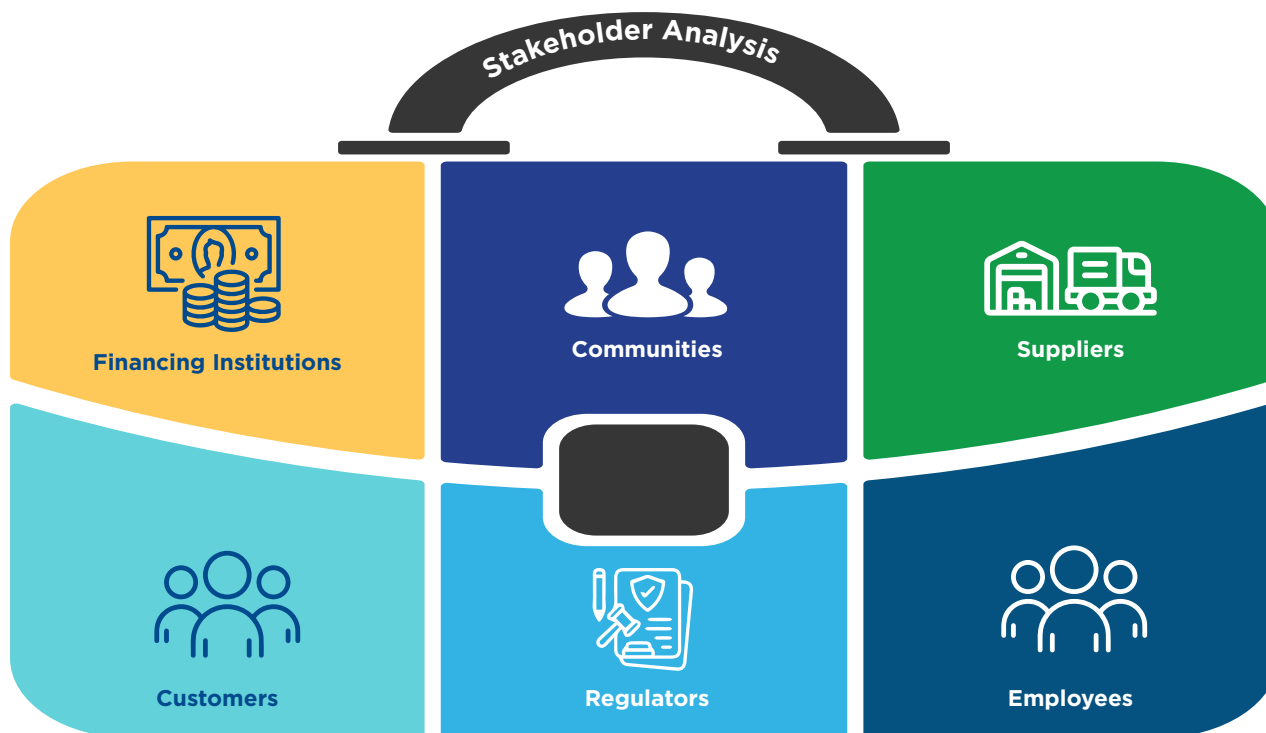 Stakeholder Analysis
Financing Institutions
Communities
Suppliers
Customers
Regulators
Employees